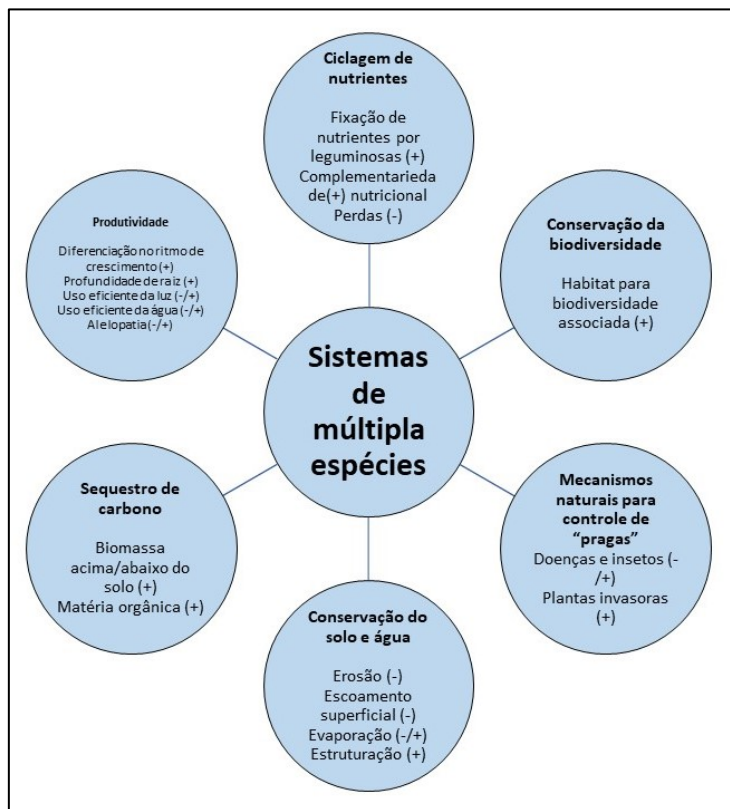 Ciclagem de
nutrientes
Fixação de
nutrientes por
leguminosas (+)
Complementarieda
de(+) nutricional
Perdas (-)
Produtividade
Diferenciação no ritmo de
crescimento (+)
Profundidade de raiz (+)
Uso eficiente da luz (-/+)
Uso eficiente da água (-/+)
Alelopatia (-/+)
Conservação da
biodiversidade
Habitat para
biodiversidade
associada (+)
Sistemas
de
múltipla
espécies
Sequestro de
carbono
Biomassa
acima/abaixo do
solo (+)
Matéria orgânica (+)
Mecanismos
naturais para
controle de
“pragas”
Doenças e insetos (-
/+)
Plantas invasoras
(+)
Conservação do
solo e água
Erosão (-)
Escoamento
superficial (-)
Evaporação (-/+)
Estruturação (+)